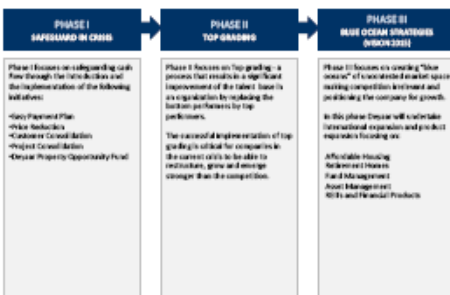 PHASE I
SAFEGUARD IN CRISIS
Phase I focuses on safeguarding cash
flow through the introduction and
the implementation of the following
initiatives:
•Easy Payment Plan
•Price Reduction
•Customer Consolidation
•Project Consolidation
•Deyaar Property Opportunity Fund
PHASE II
TOP GRADING
Phase II focuses on Top grading - a
process that results in a significant
improvement of the talent base in
an organization by replacing the
bottom performers by top
performers.
The successful implementation of top
grading is critical for companies in
the current crisis to be able to
restructure, grow and emerge
stronger than the competition.
PHASE III
BLUE OCEAN STRATEGIES
(VISION 2015)
Phase III focuses on creating "blue
oceans" of uncontested market space
making competition irrelevant and
positioning the company for growth.
In this phase Deyaar will undertake
international expansion and product
expansion focusing on:
Affordable Housing
Retirement Homes
Fund Management
Asset Management
REITs and Financial Products